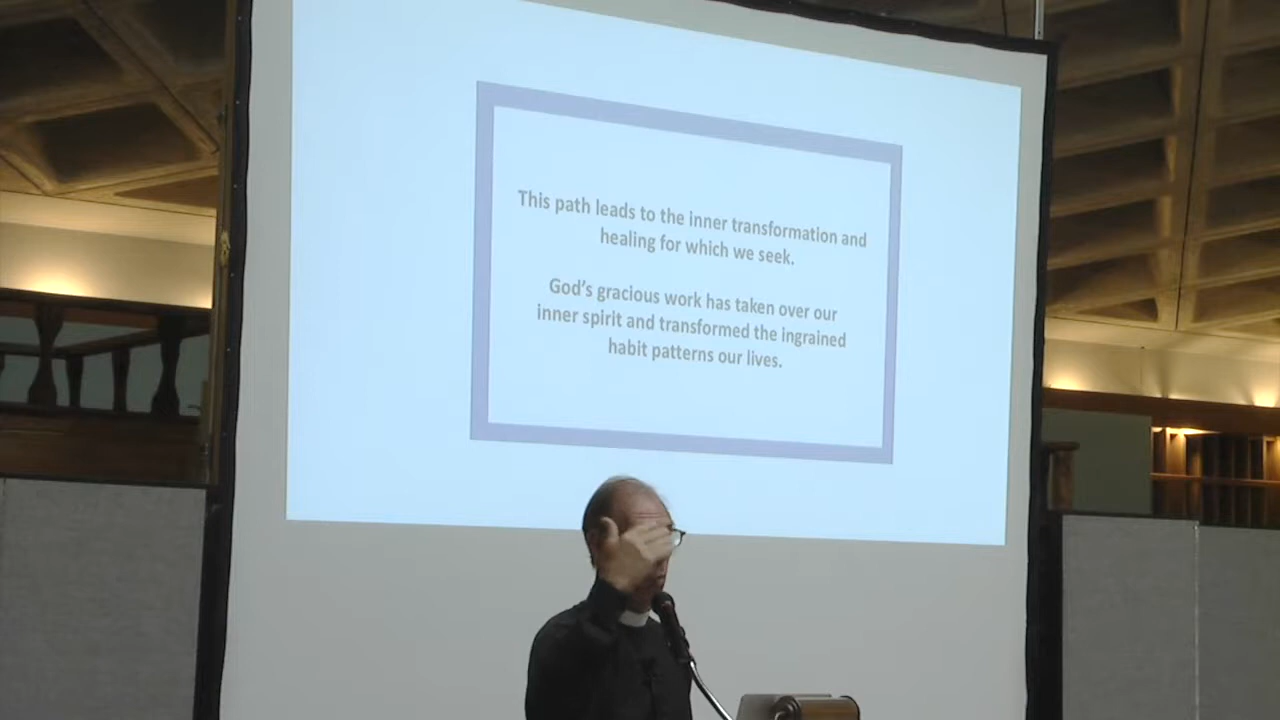 This path leads to the inner transformation and
healing for which we seek.
God's gracious work has taken over our
inner spirit and transformed the ingrained
habit patterns our lives.